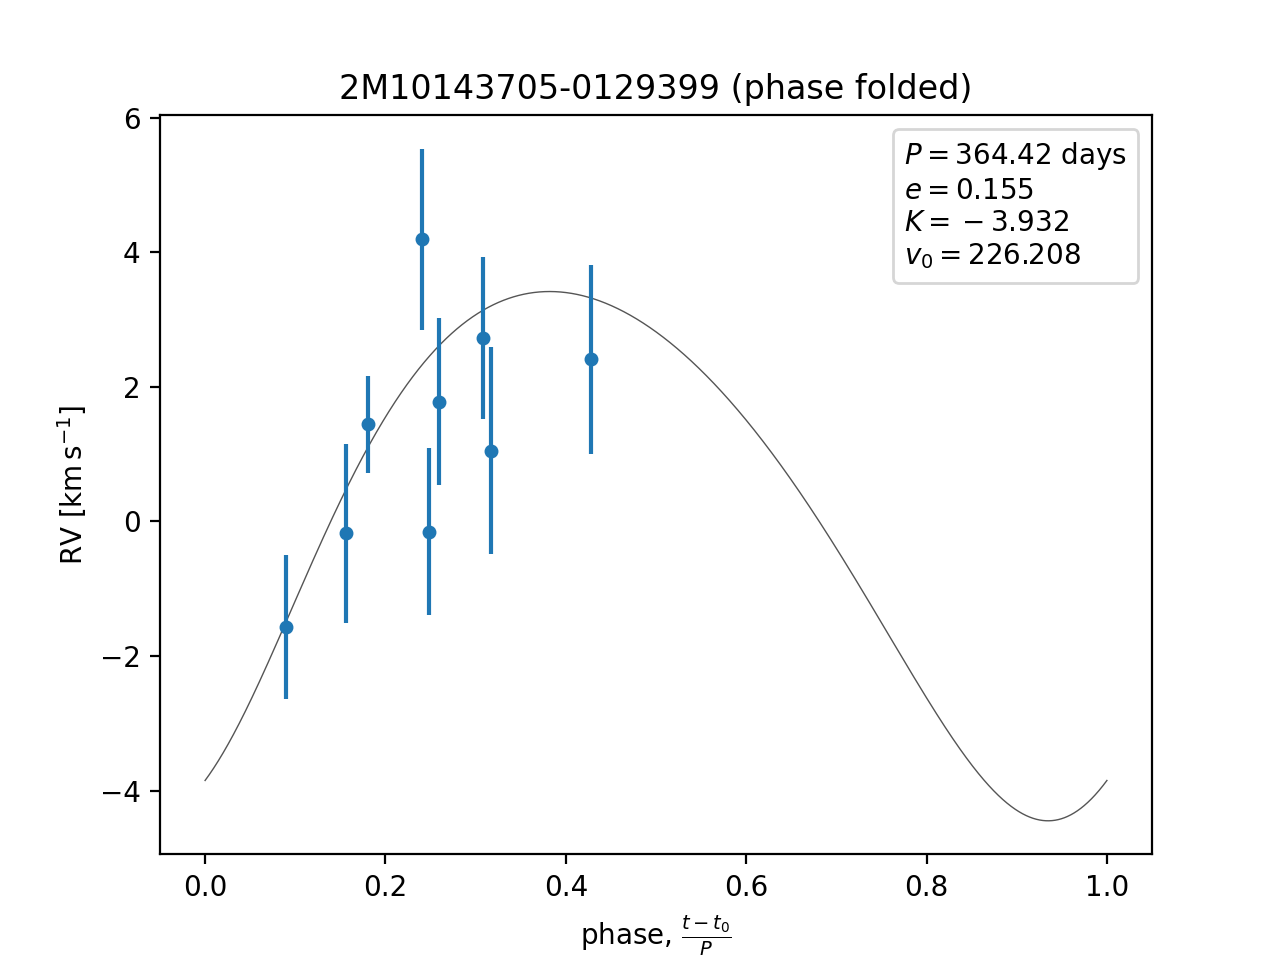 2M10143705-0129399 (phase folded)
P = 364.42 days
e = 0.155
K = −3.932
v₀ = 226.208
RV [km s⁻¹]
6
4
2
0
−2
−4
0.0 0.2 0.4 0.6 0.8 1.0
phase, (t − t₀)/P